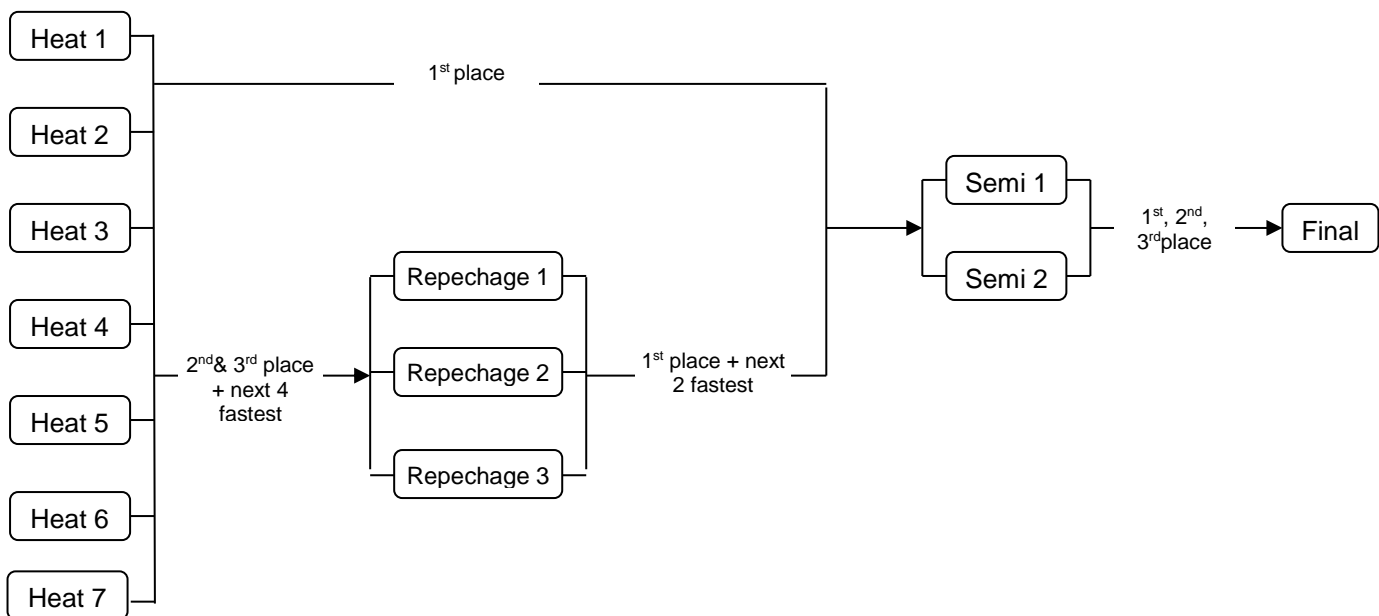 Heat 1
1st place
Heat 2
Semi 1
Heat 3
1st, 2nd,
3rdplace
Final
Repechage 1
Semi 2
Heat 4
2nd& 3rd place
+ next 4
fastest
Repechage 2
1st place + next
2 fastest
Heat 5
Repechage 3
Heat 6
Heat 7